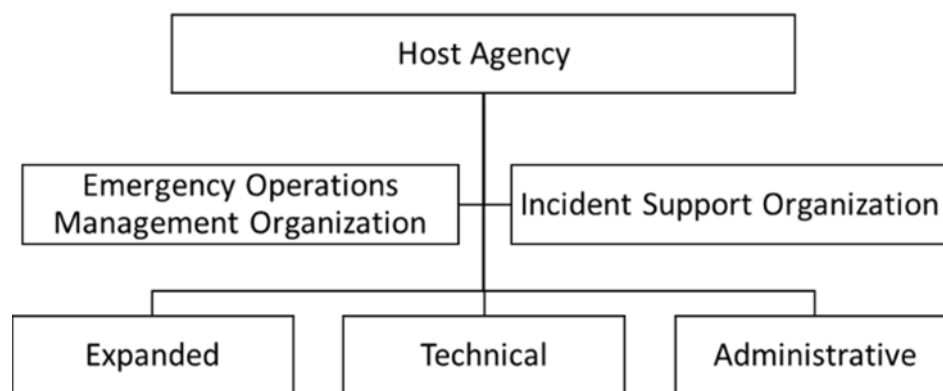 Host Agency
Emergency Operations
Management Organization
Incident Support Organization
Expanded
Technical
Administrative